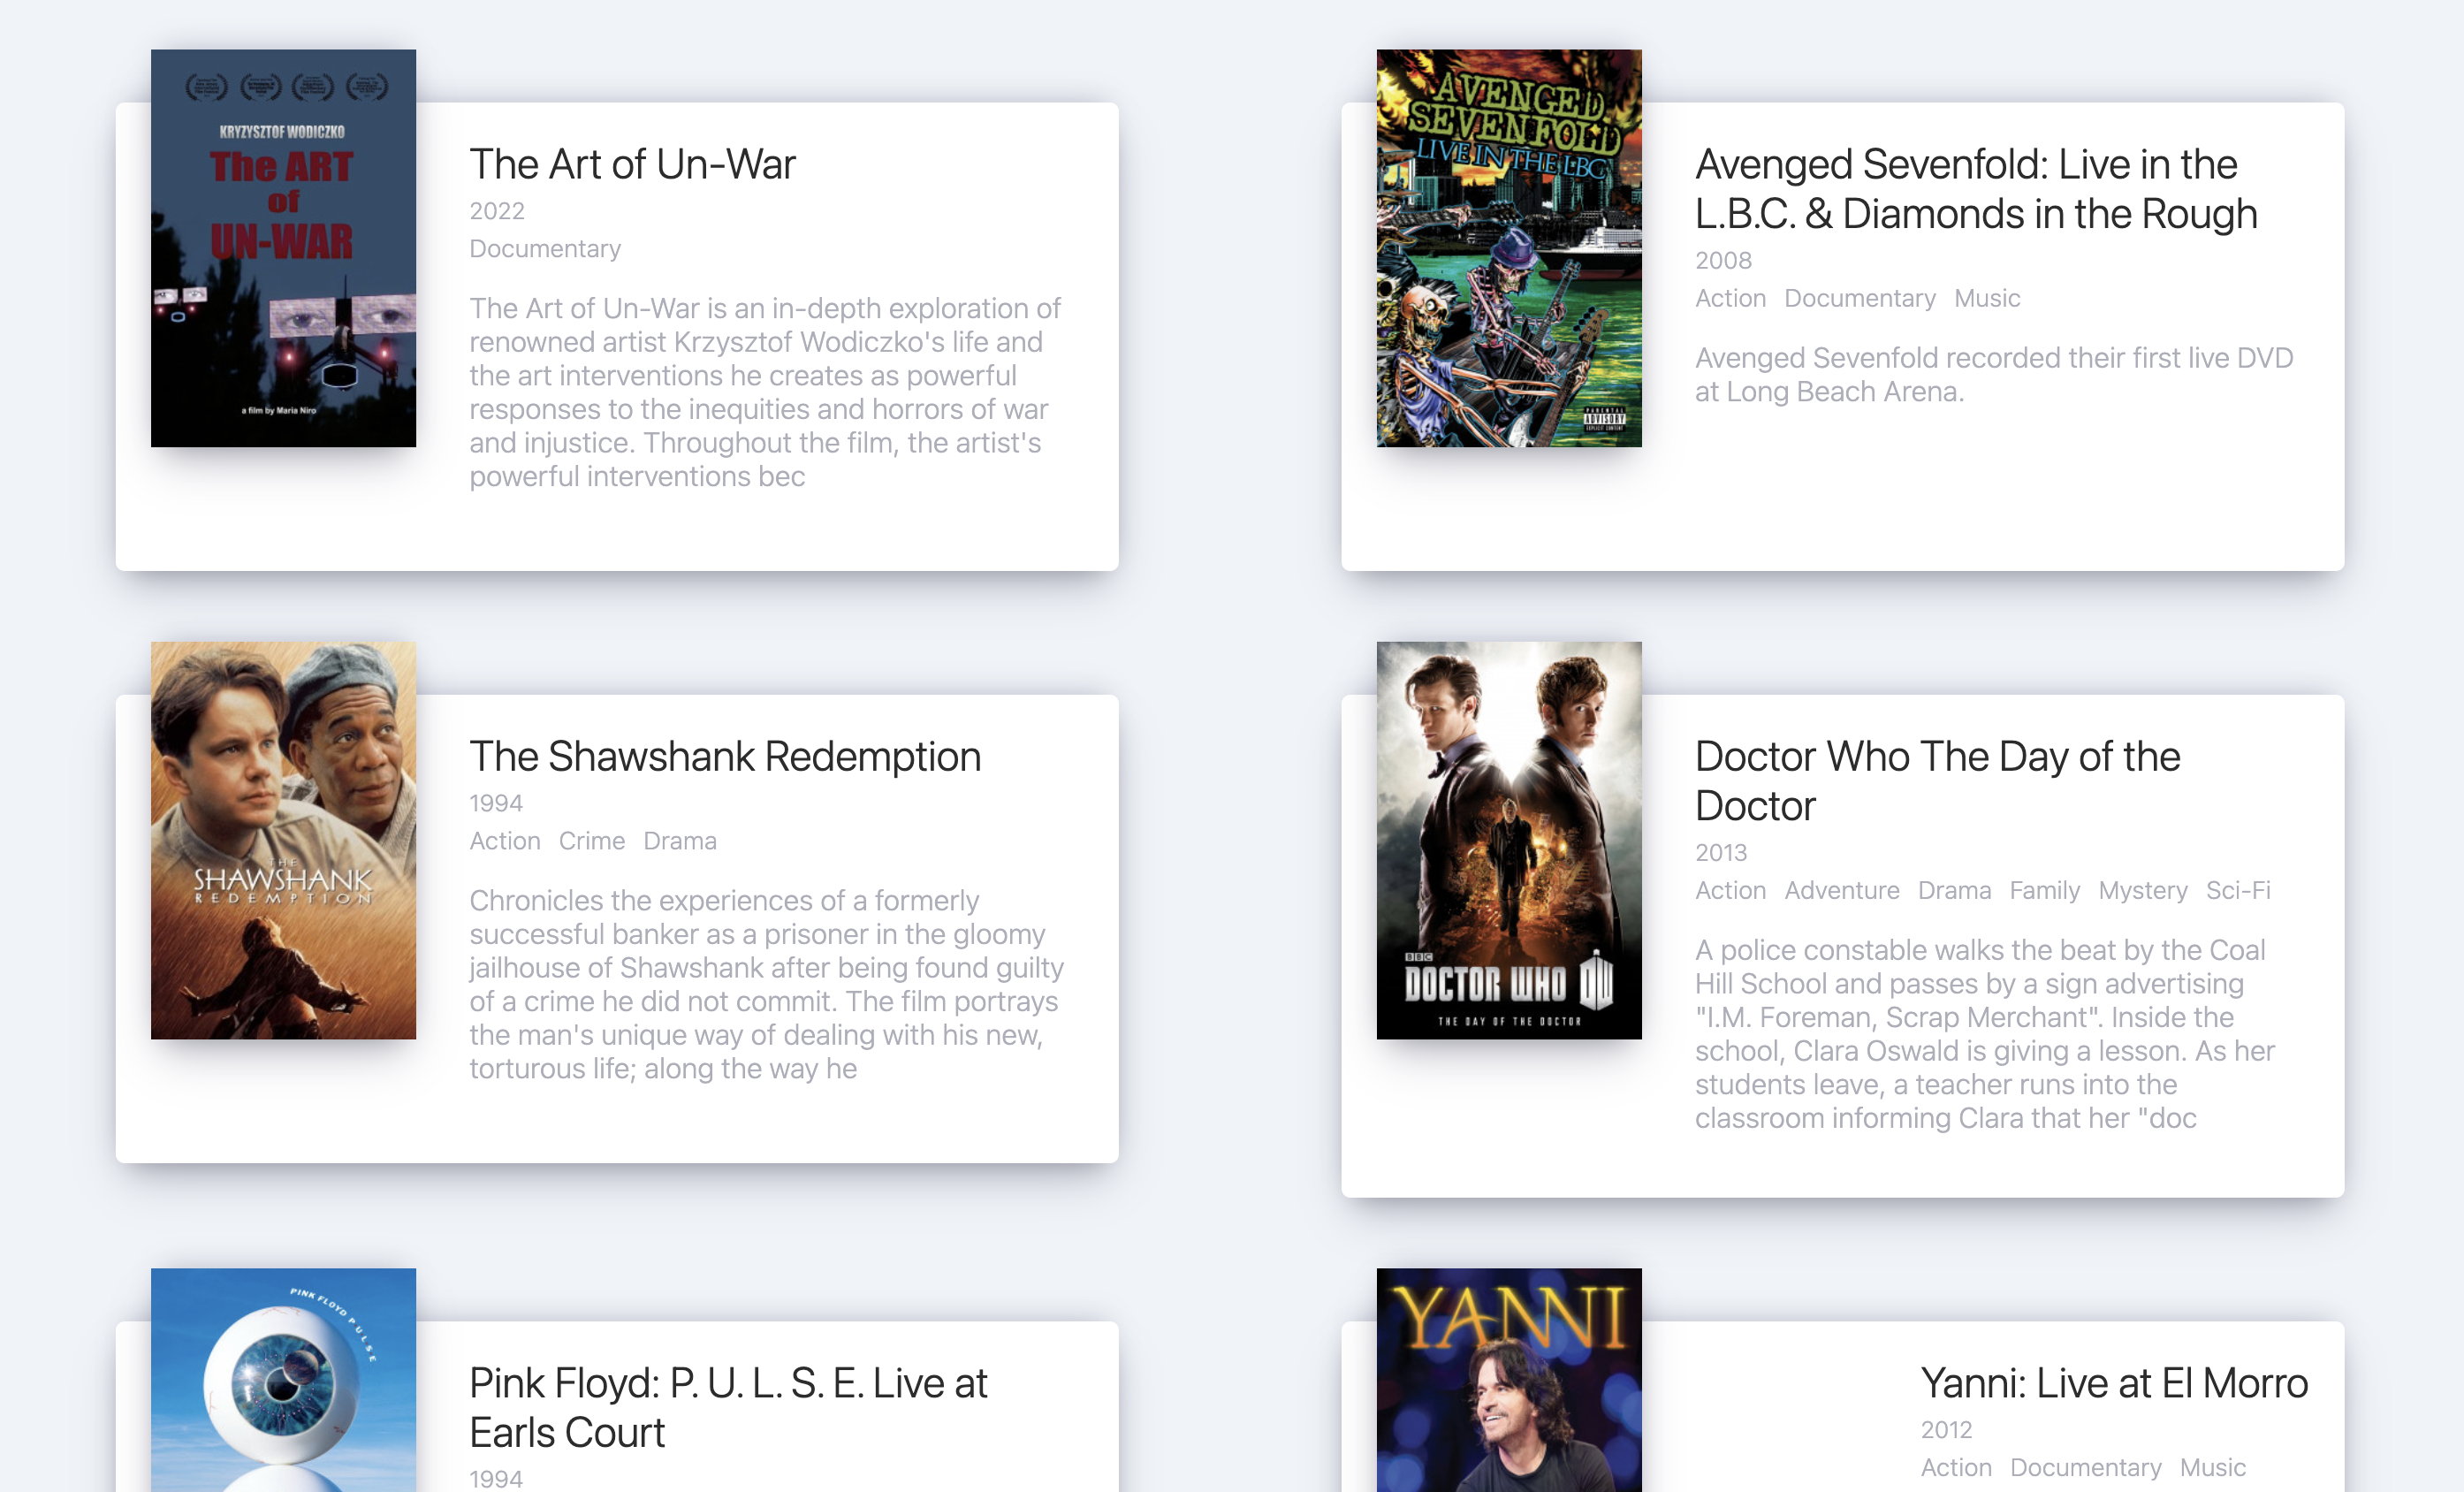 KRYZYSZTOF WODICZKO
The ART
of
UN-WAR
a film by Maria Niro
The Art of Un-War
2022
Documentary
The Art of Un-War is an in-depth exploration of
renowned artist Krzysztof Wodiczko's life and
the art interventions he creates as powerful
responses to the inequities and horrors of war
and injustice. Throughout the film, the artist's
powerful interventions bec
AVENGED
SEVENFOLD
LIVE IN THE LBC
PARENTAL
ADVISORY
EXPLICIT CONTENT
Avenged Sevenfold: Live in the
L.B.C. & Diamonds in the Rough
2008
Action Documentary Music
Avenged Sevenfold recorded their first live DVD
at Long Beach Arena.
THE
SHAWSHANK
REDEMPTION
The Shawshank Redemption
1994
Action Crime Drama
Chronicles the experiences of a formerly
successful banker as a prisoner in the gloomy
jailhouse of Shawshank after being found guilty
of a crime he did not commit. The film portrays
the man's unique way of dealing with his new,
torturous life; along the way he
BBC
DOCTOR WHO DW
THE DAY OF THE DOCTOR
Doctor Who The Day of the
Doctor
2013
Action Adventure Drama Family Mystery Sci-Fi
A police constable walks the beat by the Coal
Hill School and passes by a sign advertising
"I.M. Foreman, Scrap Merchant". Inside the
school, Clara Oswald is giving a lesson. As her
students leave, a teacher runs into the
classroom informing Clara that her "doc
PINK FLOYD PULSE
Pink Floyd: P. U. L. S. E. Live at
Earls Court
1994
YANNI
Yanni: Live at El Morro
2012
Action Documentary Music